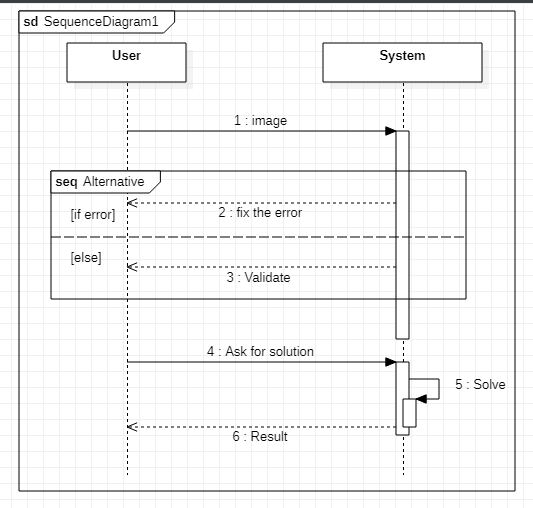 sd SequenceDiagram1
User
System
1 : image
seq Alternative
[if error]
2 : fix the error
[else]
3 : Validate
4 : Ask for solution
5 : Solve
6 : Result